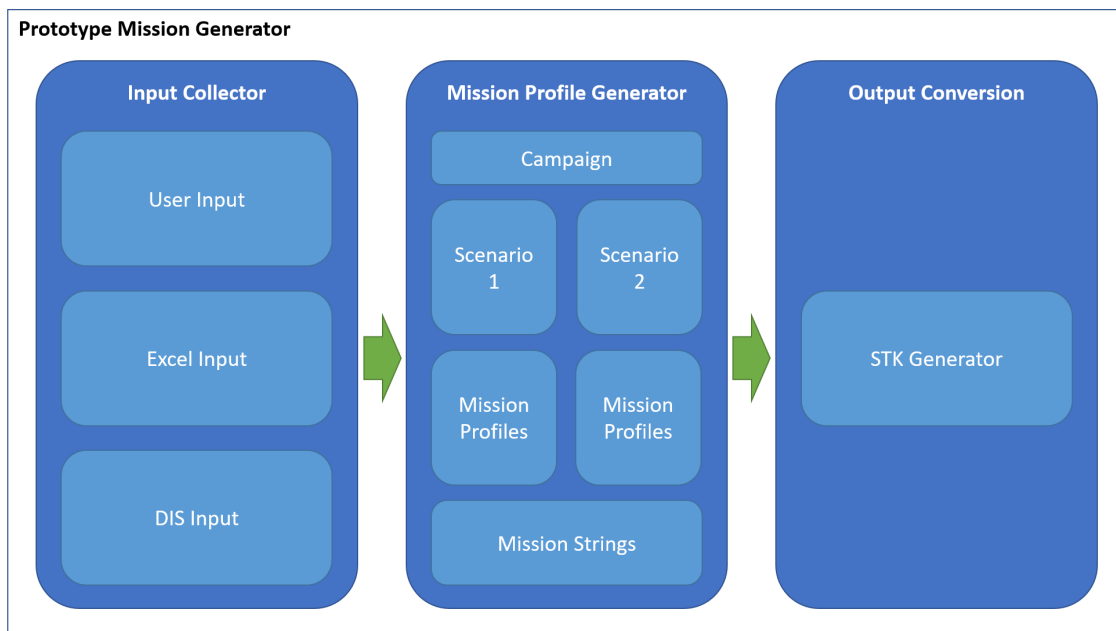 Prototype Mission Generator
Input Collector
User Input
Excel Input
DIS Input
Mission Profile Generator
Campaign
Scenario
1
Scenario
2
Mission
Profiles
Mission
Profiles
Mission Strings
Output Conversion
STK Generator